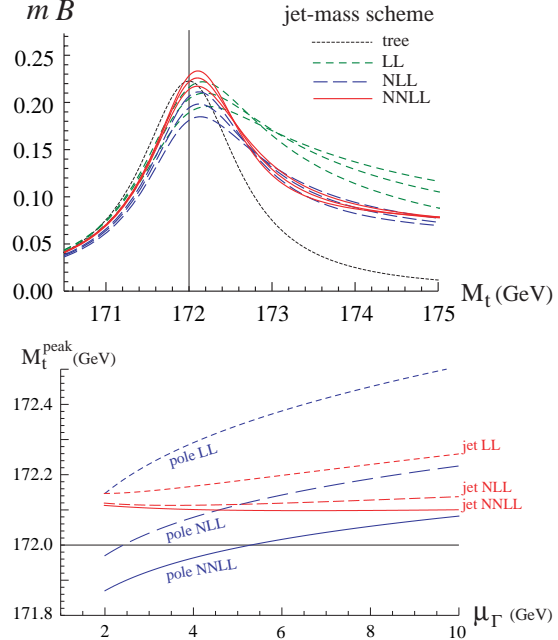 m B
jet-mass scheme
tree
LL
NLL
NNLL
0.25
0.20
0.15
0.10
0.05
0.00
171 172 173 174 175
M_t (GeV)
M_t^peak (GeV)
172.4
172.2
172.0
171.8
pole LL
pole NLL
pole NNLL
jet LL
jet NLL
jet NNLL
2 4 6 8 10
μ_Γ (GeV)